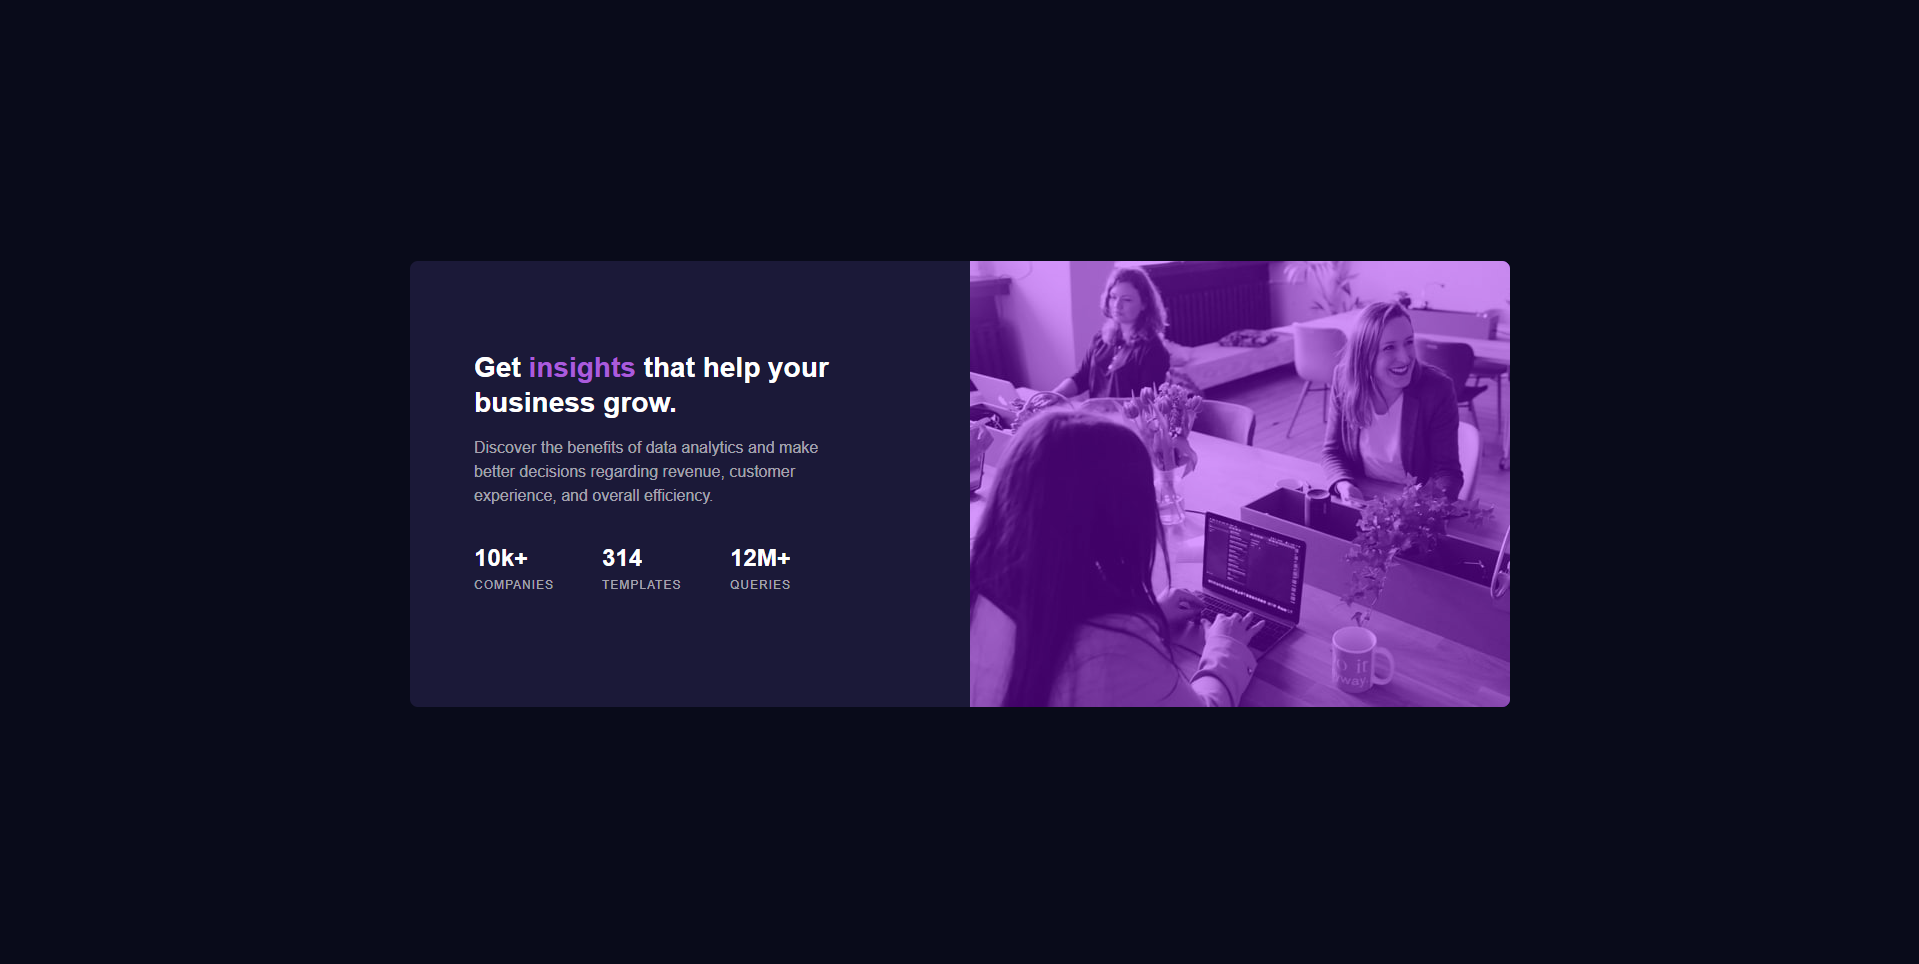 Get insights that help your
business grow.
Discover the benefits of data analytics and make
better decisions regarding revenue, customer
experience, and overall efficiency.
10k+ 314 12M+
COMPANIES TEMPLATES QUERIES